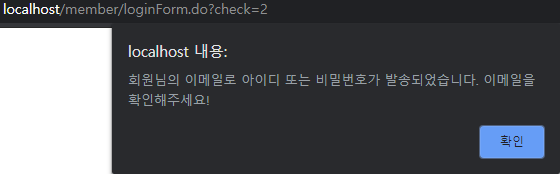 localhost/member/loginForm.do?check=2
localhost 내용:
회원님의 이메일로 아이디 또는 비밀번호가 발송되었습니다. 이메일을
확인해주세요!
확인